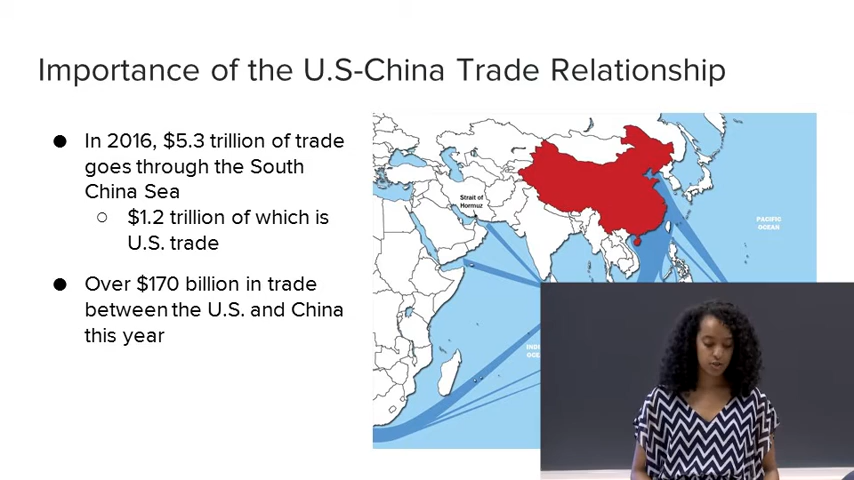 Importance of the U.S-China Trade Relationship
● In 2016, $5.3 trillion of trade
goes through the South
China Sea
○ $1.2 trillion of which is
U.S. trade
● Over $170 billion in trade
between the U.S. and China
this year
Strait of
Hormuz
PACIFIC
OCEAN